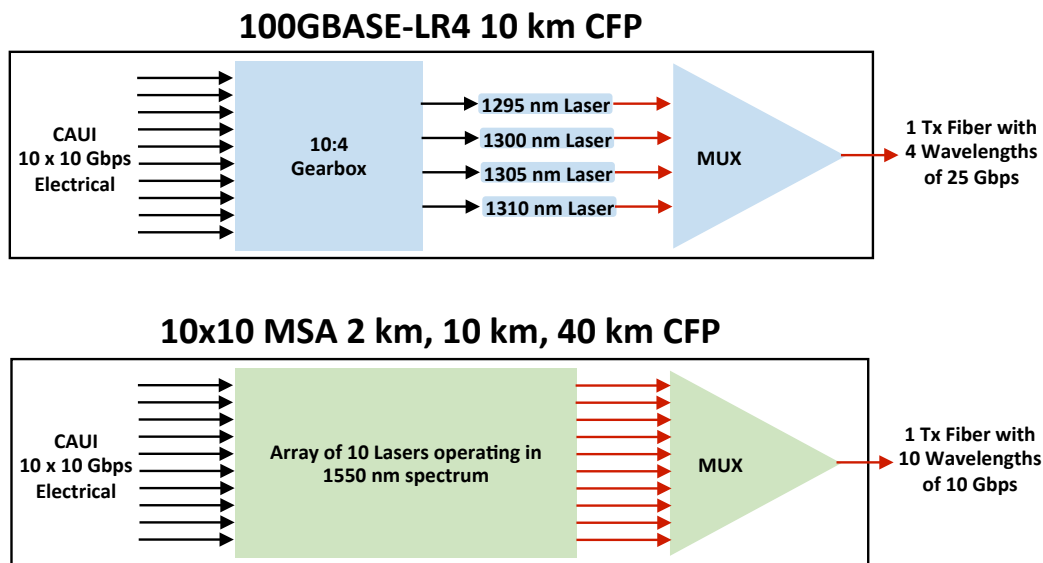 100GBASE-LR4 10 km CFP
CAUI
10 x 10 Gbps
Electrical
10:4
Gearbox
1295 nm Laser
1300 nm Laser
1305 nm Laser
1310 nm Laser
MUX
1 Tx Fiber with
4 Wavelengths
of 25 Gbps
10x10 MSA 2 km, 10 km, 40 km CFP
CAUI
10 x 10 Gbps
Electrical
Array of 10 Lasers operating in
1550 nm spectrum
MUX
1 Tx Fiber with
10 Wavelengths
of 10 Gbps